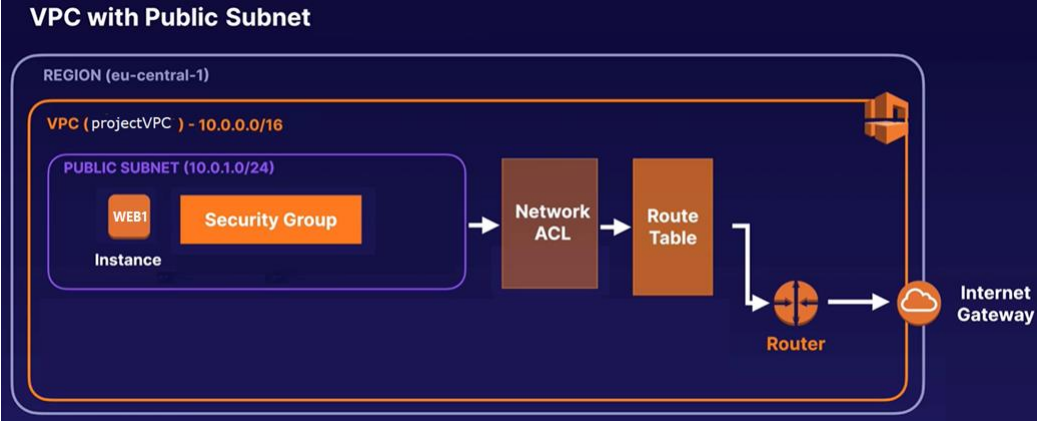 VPC with Public Subnet
REGION (eu-central-1)
VPC ( projectVPC ) - 10.0.0.0/16
PUBLIC SUBNET (10.0.1.0/24)
WEB1
Instance
Security Group
Network
ACL
Route
Table
Router
Internet
Gateway